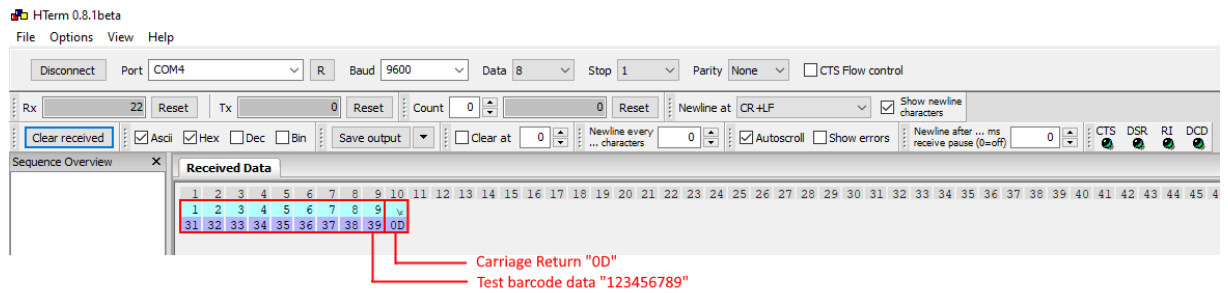 HTerm 0.8.1beta
File Options View Help
Disconnect Port COM4 R Baud 9600 Data 8 Stop 1 Parity None CTS Flow control
Rx 22 Reset Tx 0 Reset Count 0 0 Reset Newline at CR+LF Show newline characters
Clear received Ascii Hex Dec Bin Save output Clear at 0 Newline every ... characters 0 Autoscroll Show errors Newline after ... ms receive pause (0=off) 0 CTS DSR RI DCD
Sequence Overview X Received Data
1 2 3 4 5 6 7 8 9 10 11 12 13 14 15 16 17 18 19 20 21 22 23 24 25 26 27 28 29 30 31 32 33 34 35 36 37 38 39 40 41 42 43 44 45 4
1 2 3 4 5 6 7 8 9 \r
31 32 33 34 35 36 37 38 39 0D
Carriage Return "0D"
Test barcode data "123456789"